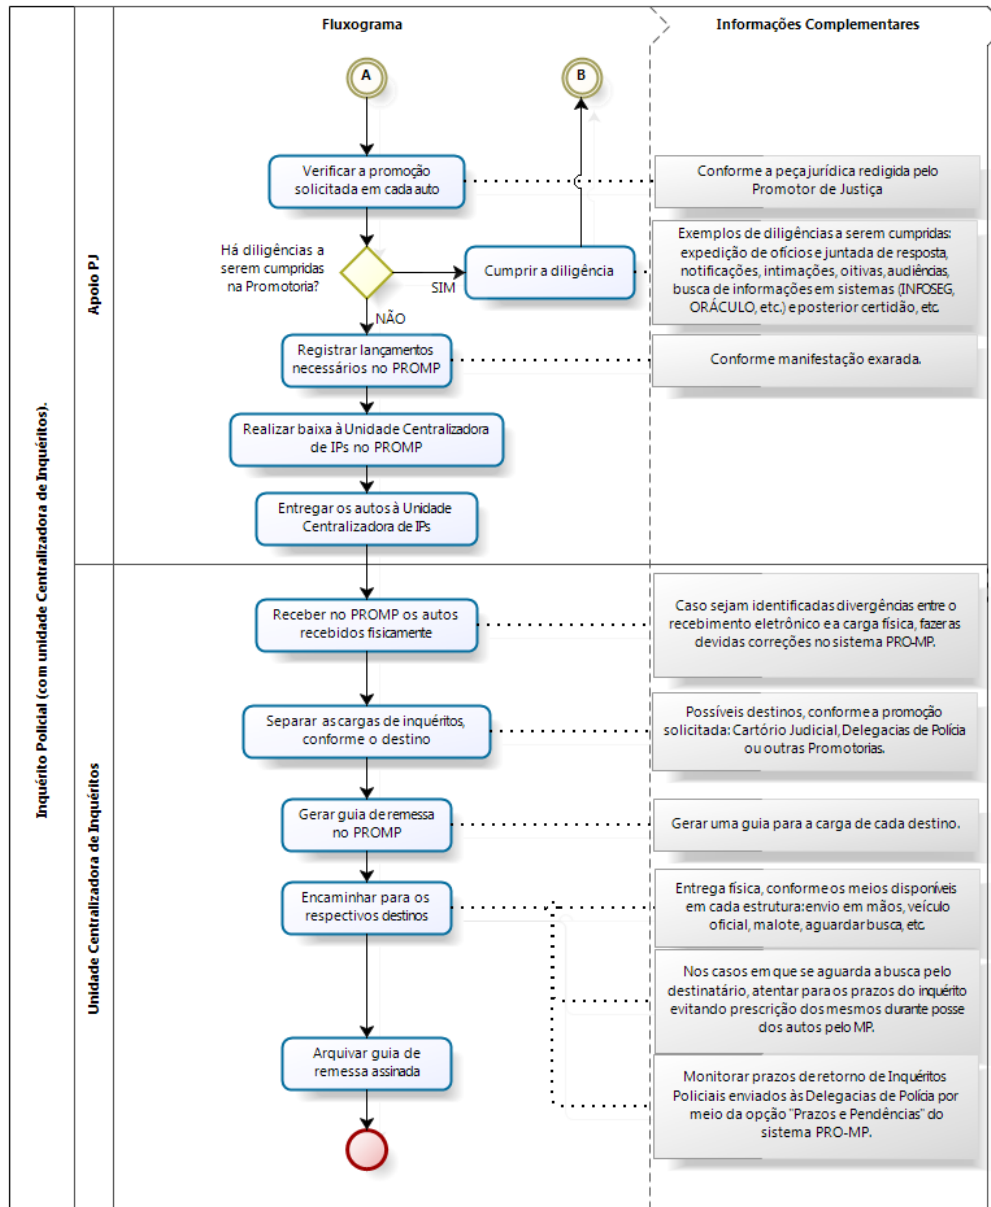 Fluxograma
Informações Complementares
Inquérito Policial (com unidade Centralizadora de Inquéritos).
Apoio PJ
A
B
Verificar a promoção
solicitada em cada auto
Conforme a peça jurídica redigida pelo
Promotor de Justiça
Há diligências a
serem cumpridas
na Promotoria?
SIM
Cumprir a diligência
Exemplos de diligências a serem cumpridas:
expedição de ofícios e juntada de resposta,
notificações, intimações, oitivas, audiências,
busca de informações em sistemas (INFOSEG,
ORÁCULO, etc.) e posterior certidão, etc.
NÃO
Registrar lançamentos
necessários no PROMP
Conforme manifestação exarada.
Realizar baixa à Unidade Centralizadora
de IPs no PROMP
Entregar os autos à Unidade
Centralizadora de IPs
Unidade Centralizadora de Inquéritos
Receber no PROMP os autos
recebidos fisicamente
Caso sejam identificadas divergências entre o
recebimento eletrônico e a carga física, fazer as
devidas correções no sistema PRO-MP.
Separar as cargas de inquéritos,
conforme o destino
Possíveis destinos, conforme a promoção
solicitada: Cartório Judicial, Delegacias de Polícia
ou outras Promotorias.
Gerar guia de remessa
no PROMP
Gerar uma guia para a carga de cada destino.
Encaminhar para os
respectivos destinos
Entrega física, conforme os meios disponíveis
em cada estrutura: envio em mãos, veículo
oficial, malote, aguardar busca, etc.
Nos casos em que se aguarda a busca pelo
destinatário, atentar para os prazos do inquérito
evitando prescrição dos mesmos durante posse
dos autos pelo MP.
Arquivar guia de
remessa assinada
Monitorar prazos de retorno de Inquéritos
Policiais enviados às Delegacias de Polícia por
meio da opção "Prazos e Pendências" do
sistema PRO-MP.